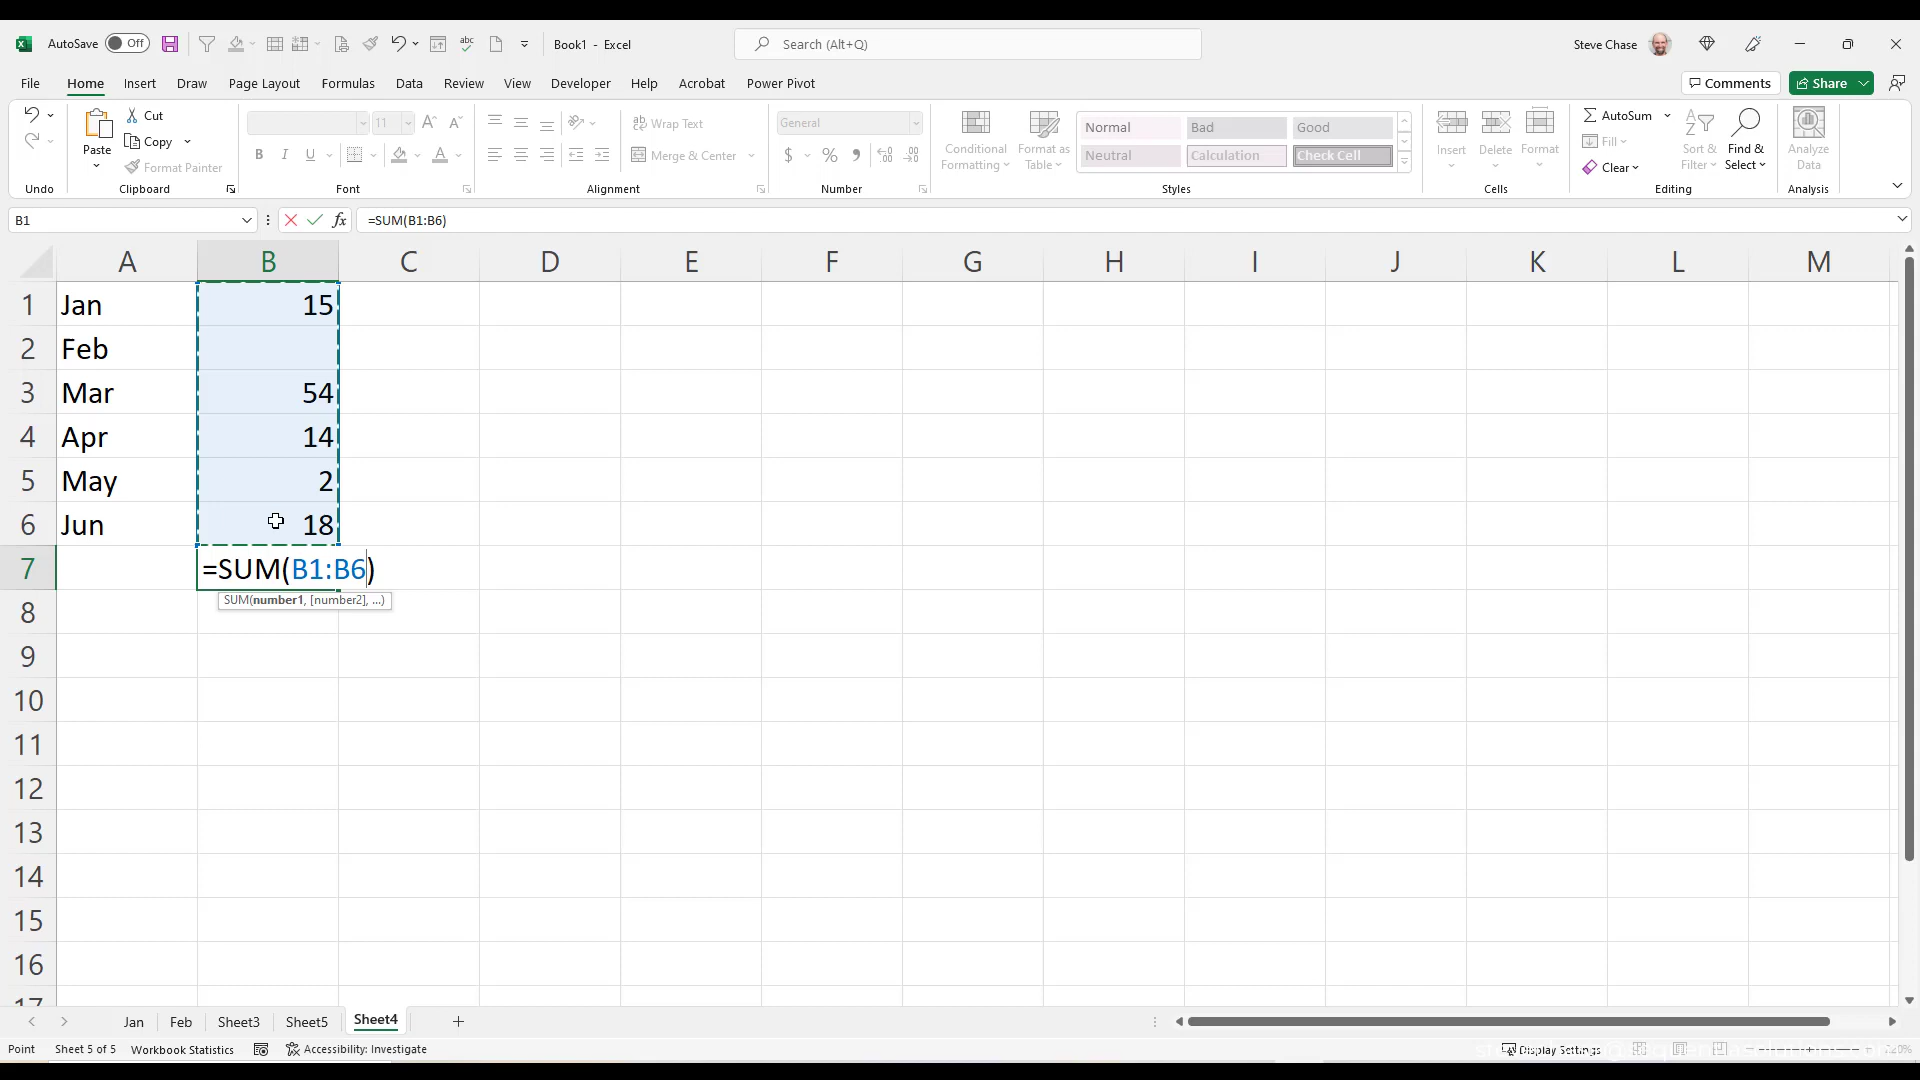 AutoSave Off Book1 - Excel Search (Alt+Q) Steve Chase
File Home Insert Draw Page Layout Formulas Data Review View Developer Help Acrobat Power Pivot Comments Share
Undo
Paste
Cut
Copy
Format Painter
Clipboard
11
B I U A
Font
Wrap Text
Merge & Center
Alignment
General
$ % ,
Number
Conditional Formatting
Format as Table
Normal Bad Good
Neutral Calculation Check Cell
Styles
Insert Delete Format
Cells
AutoSum
Fill
Clear
Sort & Filter
Find & Select
Editing
Analyze Data
Analysis
B1 fx =SUM(B1:B6)
A B C D E F G H I J K L M
1 Jan 15
2 Feb
3 Mar 54
4 Apr 14
5 May 2
6 Jun 18
7 =SUM(B1:B6)
SUM(number1, [number2], ...)
8
9
10
11
12
13
14
15
16
17
Jan Feb Sheet3 Sheet5 Sheet4
Point Sheet 5 of 5 Workbook Statistics Accessibility: Investigate Display Settings